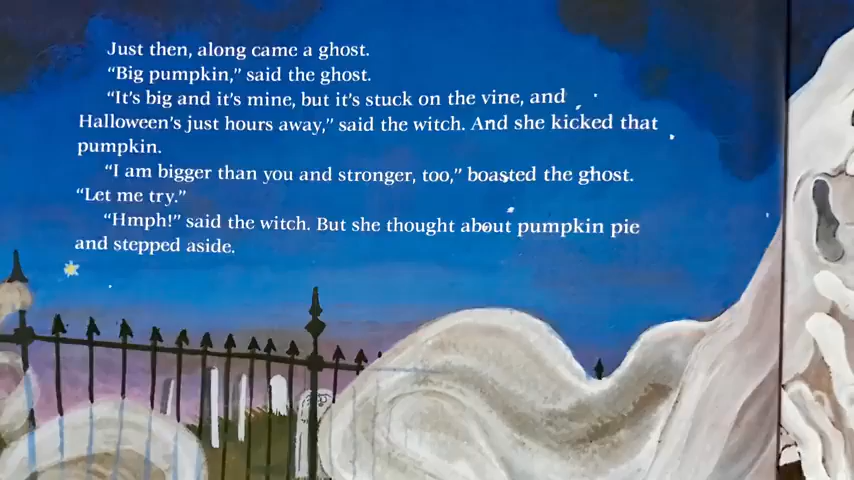 Just then, along came a ghost.
“Big pumpkin,” said the ghost.
“It’s big and it’s mine, but it’s stuck on the vine, and
Halloween’s just hours away,” said the witch. And she kicked that
pumpkin.
“I am bigger than you and stronger, too,” boasted the ghost.
“Let me try.”
“Hmph!” said the witch. But she thought about pumpkin pie
and stepped aside.